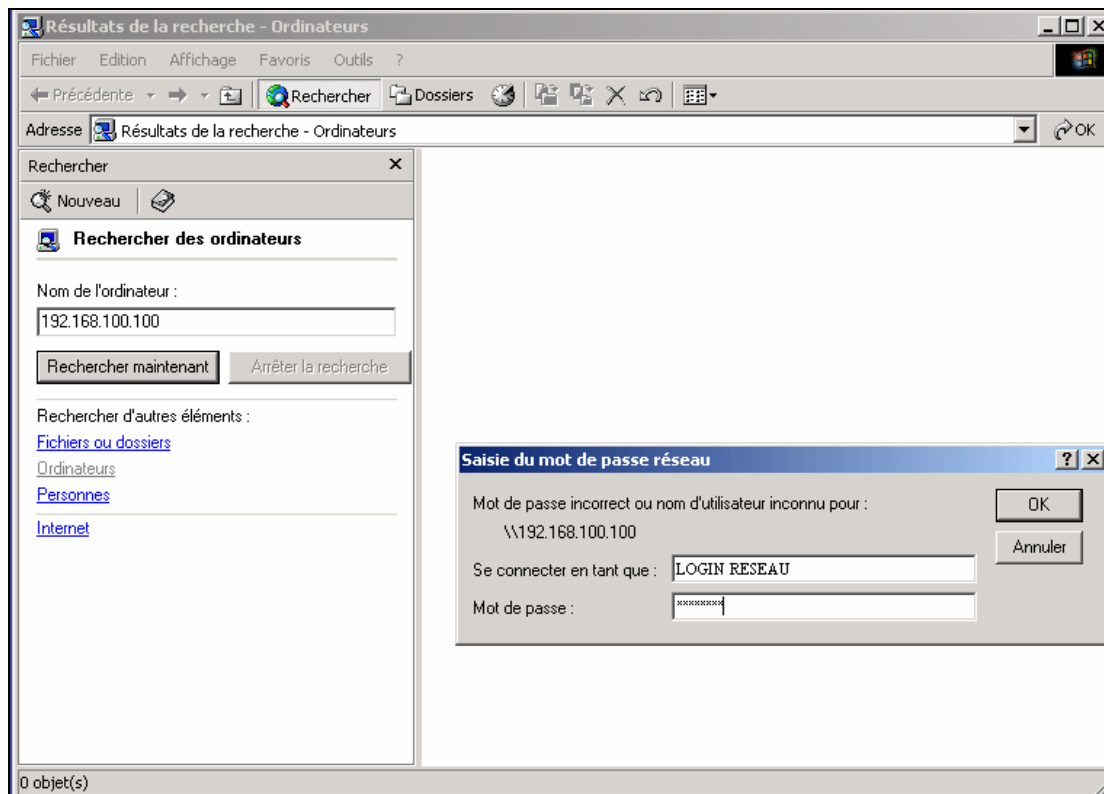 Résultats de la recherche - Ordinateurs
Fichier Edition Affichage Favoris Outils ?
Précédente Rechercher Dossiers
Adresse Résultats de la recherche - Ordinateurs OK
Rechercher
Nouveau
Rechercher des ordinateurs
Nom de l'ordinateur :
192.168.100.100
Rechercher maintenant Arrêter la recherche
Rechercher d'autres éléments :
Fichiers ou dossiers
Ordinateurs
Personnes
Internet
Saisie du mot de passe réseau
Mot de passe incorrect ou nom d'utilisateur inconnu pour :
\\192.168.100.100
Se connecter en tant que : LOGIN RESEAU
Mot de passe : ********
OK
Annuler
0 objet(s)